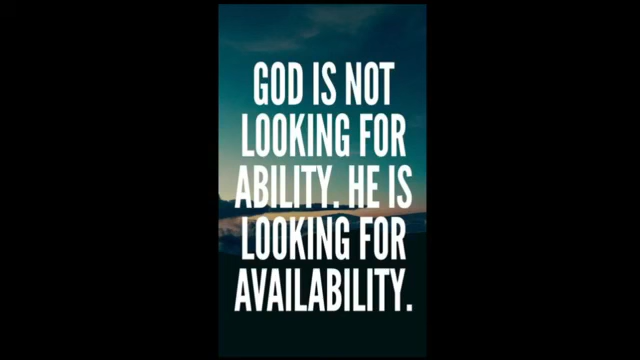 GOD IS NOT
LOOKING FOR
ABILITY. HE IS
LOOKING FOR
AVAILABILITY.